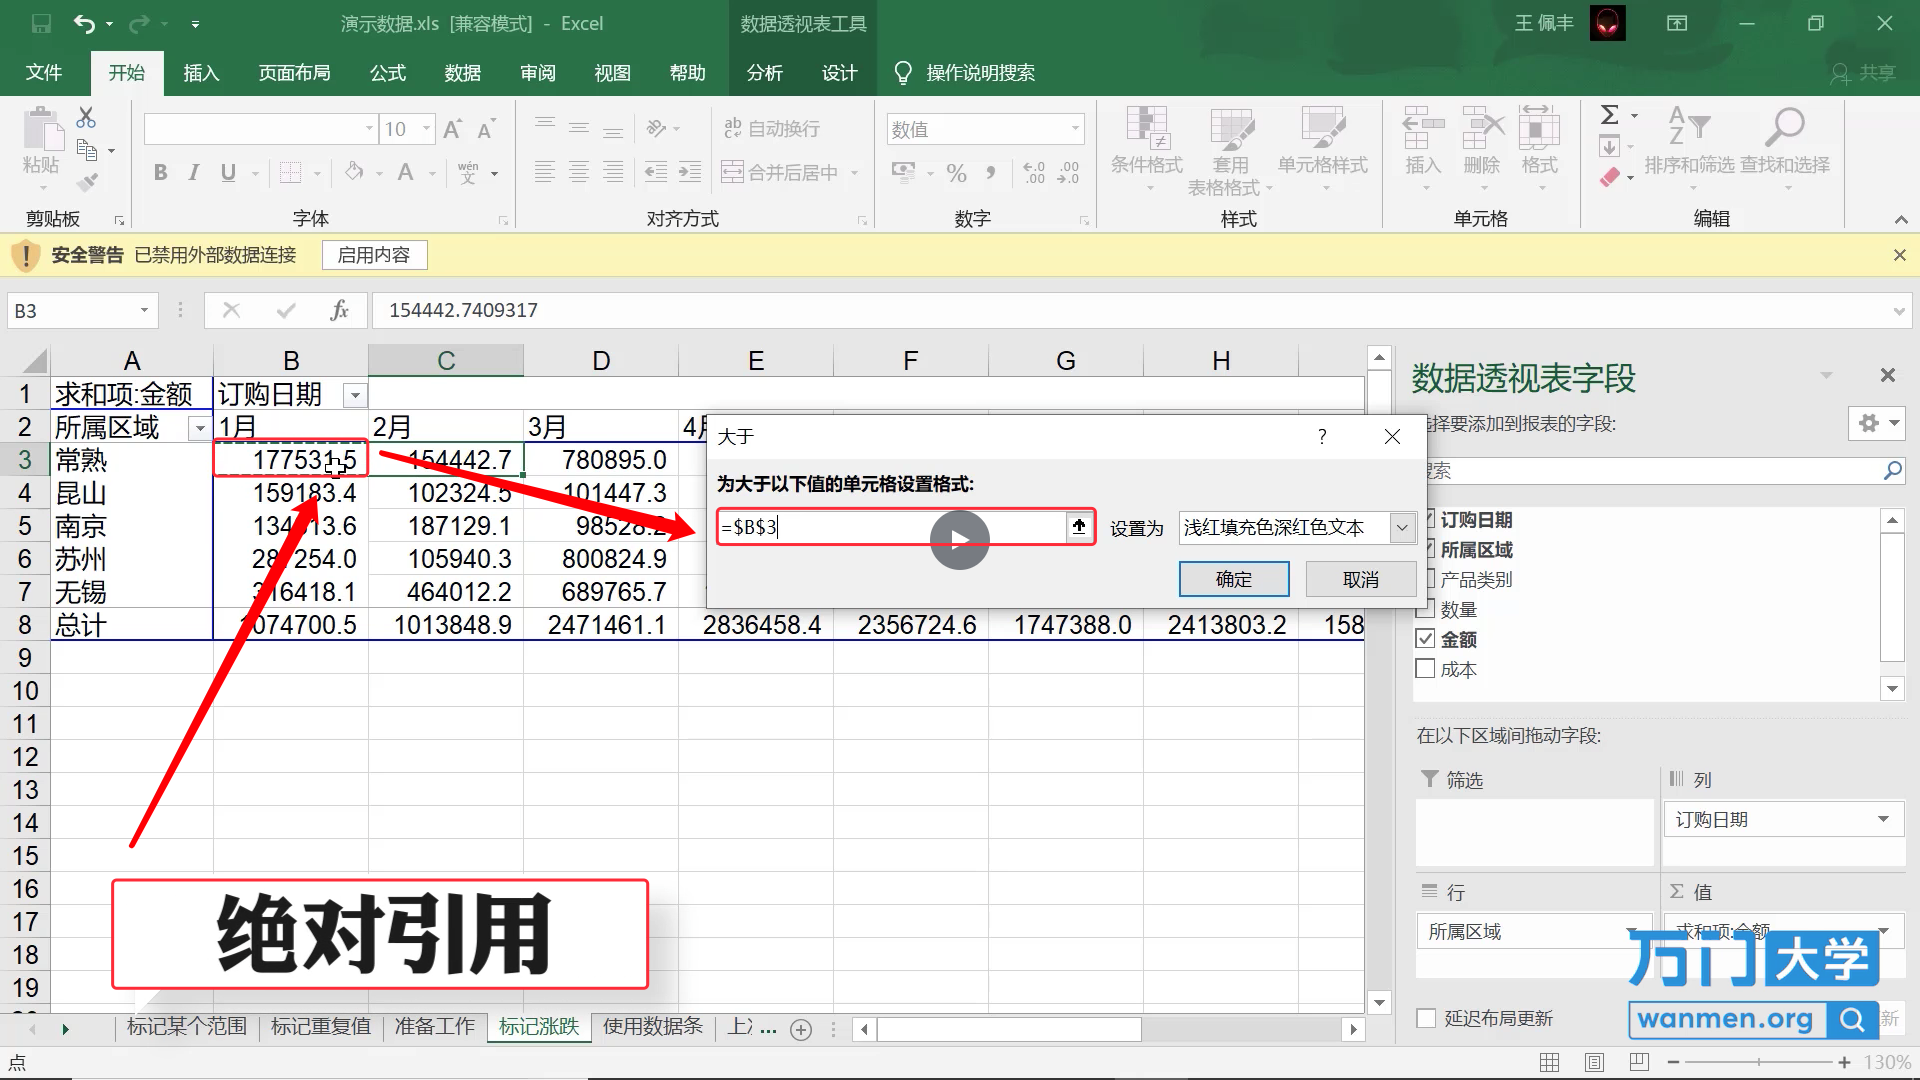 演示数据.xls [兼容模式] - Excel
数据透视表工具
王 佩丰
文件 开始 插入 页面布局 公式 数据 审阅 视图 帮助 分析 设计 操作说明搜索 共享
粘贴
剪贴板
10
B I U A wén 文
字体
ab 自动换行
合并后居中
对齐方式
数值
% , .00 .00
数字
条件格式 套用 单元格样式
表格格式
样式
插入 删除 格式
单元格
Σ 排序和筛选 查找和选择
编辑
安全警告 已禁用外部数据连接 启用内容
B3 fx 154442.7409317
A B C D E F G H
1 求和项:金额 订购日期
2 所属区域 1月 2月 3月
3 常熟 177531.5 154442.7 780895.0
4 昆山 159183.4 102324.5 101447.3
5 南京 187129.1
6 苏州 105940.3 800824.9
7 无锡 464012.2 689765.7
8 总计 1074700.5 1013848.9 2471461.1 2836458.4 2356724.6 1747388.0 2413803.2 158
9
10
11
12
13
14
15
16
17
18
19
大于 ?
为大于以下值的单元格设置格式:
=$B$3 设置为 浅红填充色深红色文本
确定 取消
绝对引用
数据透视表字段
选择要添加到报表的字段:
搜索
订购日期
所属区域
产品类别
数量
金额
成本
在以下区域间拖动字段:
筛选 列
订购日期
行 Σ 值
所属区域 求和项:金额
万门大学
延迟布局更新 新
wanmen.org
标记某个范围 标记重复值 准备工作 标记涨跌 使用数据条 ...
点 130%